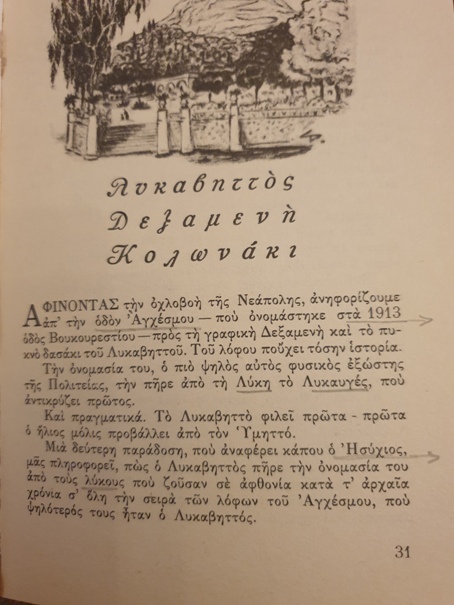 Λυκαβηττὸς
Δεξαμενὴ
Κολωνάκι
ΑΦΙΝΟΝΤΑΣ τὴν ὀχλοβοὴ τῆς Νεάπολης, ἀνηφορίζουμε
ἀπ' τὴν ὁδὸν Ἀγχέσμου — ποὺ ὀνομάστηκε στὰ 1913
ὁδὸς Βουκουρεστίου — πρὸς τὴ γραφικὴ Δεξαμενὴ καὶ τὸ πυ-
κνὸ δασάκι τοῦ Λυκαβηττοῦ. Τοῦ λόφου πούχει τόσην ἱστορία.
Τὴν ὀνομασία του, ὁ πιὸ ψηλὸς αὐτὸς φυσικὸς ἐξώστης
τῆς Πολιτείας, τὴν πῆρε ἀπὸ τὴ Λύκη τὸ Λυκαυγές, ποὺ
ἀντικρύζει πρῶτος.
Καὶ πραγματικά. Τὸ Λυκαβηττὸ φιλεῖ πρῶτα - πρῶτα
ὁ ἥλιος μόλις προβάλλει ἀπὸ τὸν Ὑμηττό.
Μιὰ δεύτερη παράδοση, ποὺ ἀναφέρει κάπου ὁ Ἡσύχιος,
μᾶς πληροφορεῖ, πὼς ὁ Λυκαβηττὸς πῆρε τὴν ὀνομασία του
ἀπὸ τοὺς λύκους ποὺ ζοῦσαν σὲ ἀφθονία κατὰ τ' ἀρχαῖα
χρόνια σ' ὅλη τὴν σειρὰ τῶν λόφων τοῦ Ἀγχέσμου, ποὺ
ψηλότερός τους ἦταν ὁ Λυκαβηττός.
31